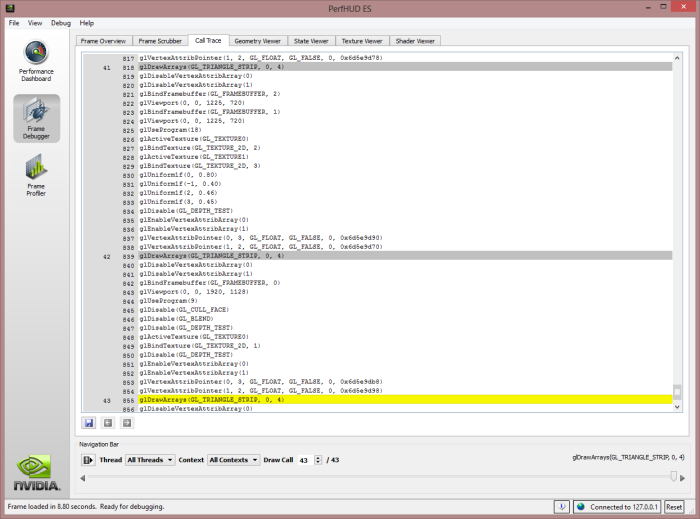 PerfHUD ES
File View Debug Help
Performance Dashboard
Frame Debugger
Frame Profiler
Frame Overview Frame Scrubber Call Trace Geometry Viewer State Viewer Texture Viewer Shader Viewer
817 glVertexAttribPointer(1, 2, GL_FLOAT, GL_FALSE, 0, 0x6d5e9d78)
41 818 glDrawArrays(GL_TRIANGLE_STRIP, 0, 4)
819 glDisableVertexAttribArray(0)
820 glDisableVertexAttribArray(1)
821 glBindFramebuffer(GL_FRAMEBUFFER, 2)
822 glViewport(0, 0, 1225, 720)
823 glBindFramebuffer(GL_FRAMEBUFFER, 1)
824 glViewport(0, 0, 1225, 720)
825 glUseProgram(18)
826 glActiveTexture(GL_TEXTURE0)
827 glBindTexture(GL_TEXTURE_2D, 2)
828 glActiveTexture(GL_TEXTURE1)
829 glBindTexture(GL_TEXTURE_2D, 3)
830 glUniform1f(0, 0.80)
831 glUniform1f(-1, 0.40)
832 glUniform1f(2, 0.46)
833 glUniform1f(3, 0.45)
834 glDisable(GL_DEPTH_TEST)
835 glEnableVertexAttribArray(0)
836 glEnableVertexAttribArray(1)
837 glVertexAttribPointer(0, 3, GL_FLOAT, GL_FALSE, 0, 0x6d5e9d90)
838 glVertexAttribPointer(1, 2, GL_FLOAT, GL_FALSE, 0, 0x6d5e9d70)
42 839 glDrawArrays(GL_TRIANGLE_STRIP, 0, 4)
840 glDisableVertexAttribArray(0)
841 glDisableVertexAttribArray(1)
842 glBindFramebuffer(GL_FRAMEBUFFER, 0)
843 glViewport(0, 0, 1920, 1128)
844 glUseProgram(9)
845 glDisable(GL_CULL_FACE)
846 glDisable(GL_BLEND)
847 glDisable(GL_DEPTH_TEST)
848 glActiveTexture(GL_TEXTURE0)
849 glBindTexture(GL_TEXTURE_2D, 1)
850 glDisable(GL_DEPTH_TEST)
851 glEnableVertexAttribArray(0)
852 glEnableVertexAttribArray(1)
853 glVertexAttribPointer(0, 3, GL_FLOAT, GL_FALSE, 0, 0x6d5e9db8)
854 glVertexAttribPointer(1, 2, GL_FLOAT, GL_FALSE, 0, 0x6d5e9d98)
43 855 glDrawArrays(GL_TRIANGLE_STRIP, 0, 4)
856 glDisableVertexAttribArray(0)
Navigation Bar
Thread All Threads Context All Contexts Draw Call 43 / 43
glDrawArrays(GL_TRIANGLE_STRIP, 0, 4)
NVIDIA.
Frame loaded in 8.80 seconds. Ready for debugging.
Connected to 127.0.0.1 Reset